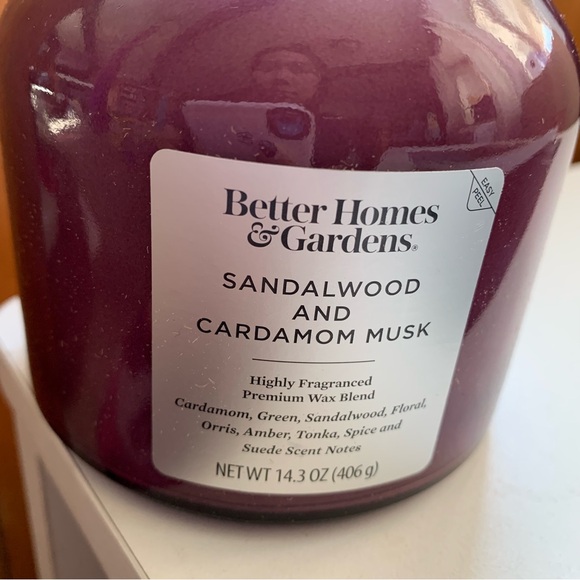 EASY
PEEL
Better Homes
& Gardens®
SANDALWOOD
AND
CARDAMOM MUSK
Highly Fragranced
Premium Wax Blend
Cardamom, Green, Sandalwood, Floral,
Orris, Amber, Tonka, Spice and
Suede Scent Notes
NET WT 14.3 OZ (406 g)